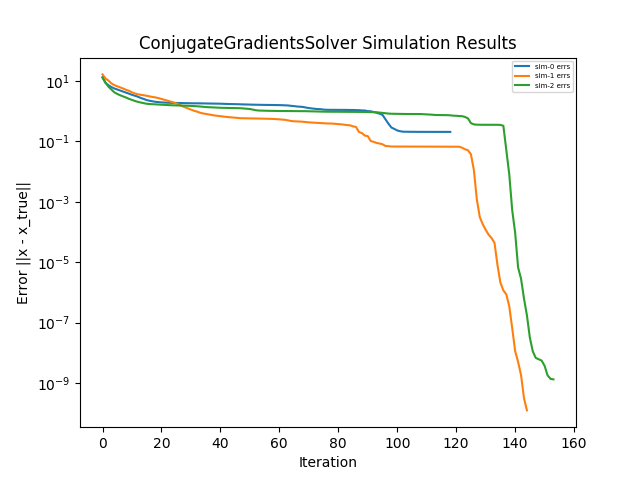 ConjugateGradientsSolver Simulation Results
sim-0 errs
sim-1 errs
sim-2 errs
10¹
10⁻¹
10⁻³
10⁻⁵
10⁻⁷
10⁻⁹
Error ||x - x_true||
0 20 40 60 80 100 120 140 160
Iteration